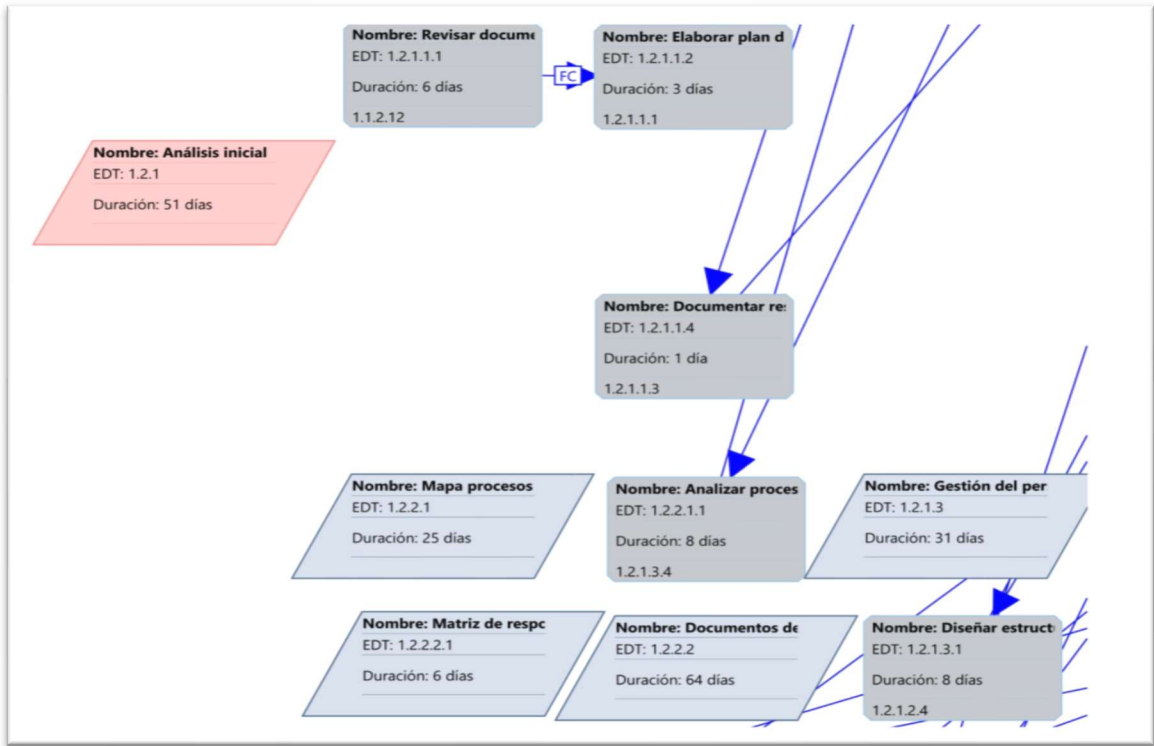 Nombre: Revisar docume
EDT: 1.2.1.1.1
Duración: 6 días
1.1.2.12
FC
Nombre: Elaborar plan d
EDT: 1.2.1.1.2
Duración: 3 días
1.2.1.1.1
Nombre: Análisis inicial
EDT: 1.2.1
Duración: 51 días
Nombre: Documentar re
EDT: 1.2.1.1.4
Duración: 1 día
1.2.1.1.3
Nombre: Mapa procesos
EDT: 1.2.2.1
Duración: 25 días
Nombre: Analizar proces
EDT: 1.2.2.1.1
Duración: 8 días
1.2.1.3.4
Nombre: Gestión del per
EDT: 1.2.1.3
Duración: 31 días
Nombre: Matriz de respo
EDT: 1.2.2.2.1
Duración: 6 días
Nombre: Documentos de
EDT: 1.2.2.2
Duración: 64 días
Nombre: Diseñar estruct
EDT: 1.2.1.3.1
Duración: 8 días
1.2.1.2.4